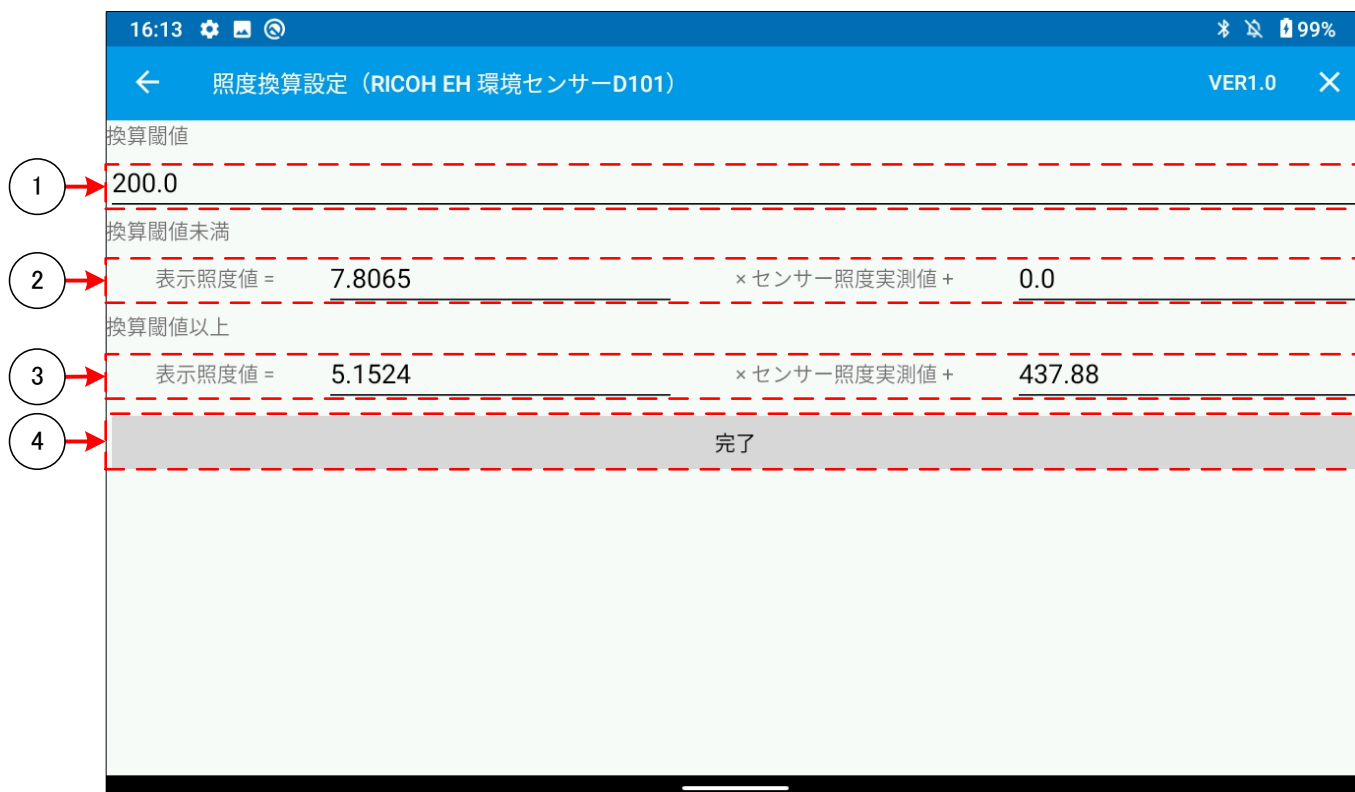 16:13 99%
照度換算設定（RICOH EH 環境センサーD101） VER1.0
換算閾値
1 200.0
換算閾値未満
2 表示照度値 = 7.8065 × センサー照度実測値 + 0.0
換算閾値以上
3 表示照度値 = 5.1524 × センサー照度実測値 + 437.88
4 完了